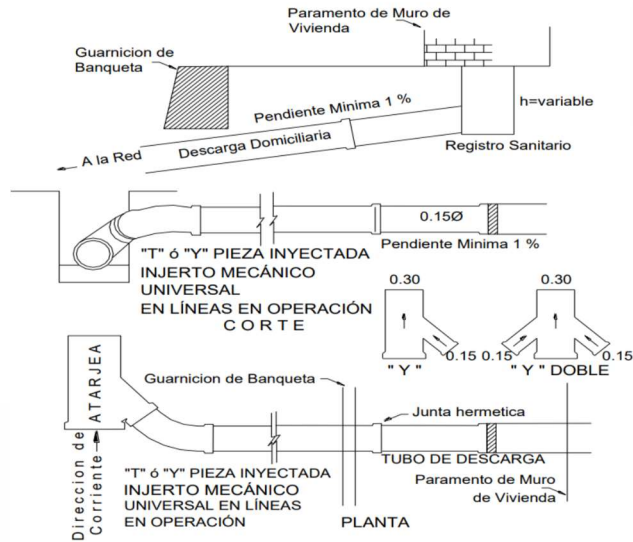 Paramento de Muro de
Vivienda
Guarnicion de
Banqueta
Pendiente Minima 1 %
h=variable
A la Red
Descarga Domiciliaria
Registro Sanitario
0.15Ø
Pendiente Minima 1 %
"T" ó "Y" PIEZA INYECTADA
INJERTO MECÁNICO
UNIVERSAL
EN LÍNEAS EN OPERACIÓN
CORTE
0.30
0.30
0.15
0.15
0.15
" Y "
" Y" DOBLE
ATARJEA
Guarnicion de Banqueta
Junta hermetica
Direccion de
Corriente
TUBO DE DESCARGA
"T" ó "Y" PIEZA INYECTADA
INJERTO MECÁNICO
UNIVERSAL EN LÍNEAS
EN OPERACIÓN
Paramento de Muro
de Vivienda
PLANTA